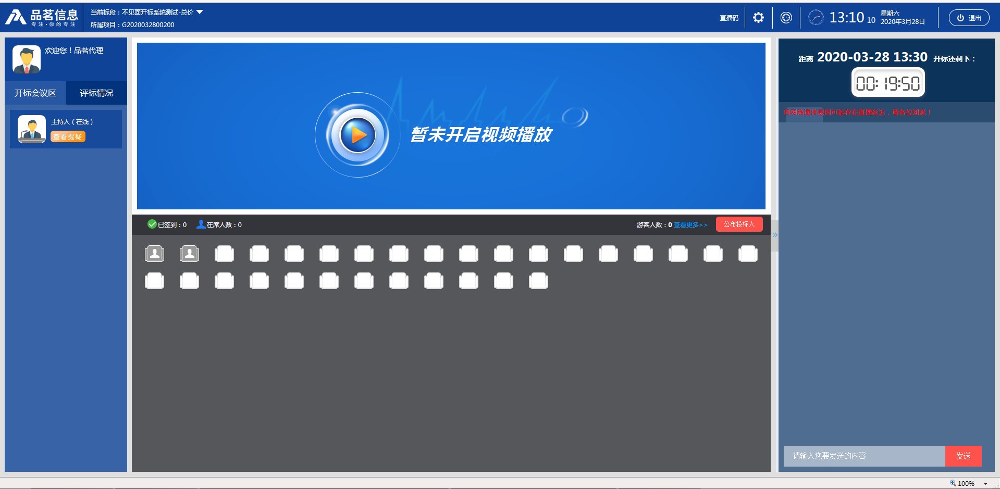 品茗信息
专注·你的专注
当前标段：不见面开标系统测试-总价
所属项目：G2020032800200
直播码
13:10 10
星期六
2020年3月28日
退出
欢迎您！品茗代理
开标会议区
评标情况
主持人（在线）
查看提疑
暂未开启视频播放
已签到：0
在席人数：0
游客人数：0 查看更多>>
公布投标人
距离 2020-03-28 13:30 开标还剩下：
00:19:50
因网络通信原因可能存在直播延迟，请各位知悉！
请输入您要发送的内容
发送
100%